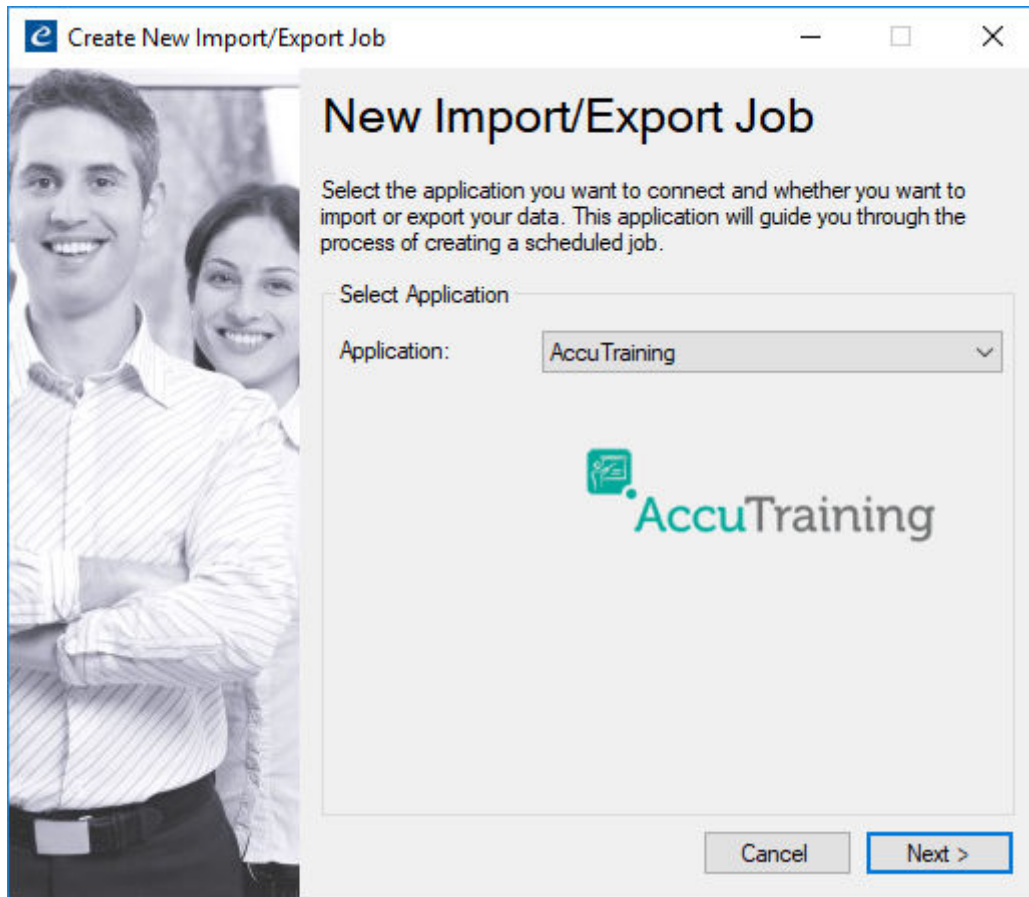 Create New Import/Export Job
New Import/Export Job
Select the application you want to connect and whether you want to
import or export your data. This application will guide you through the
process of creating a scheduled job.
Select Application
Application:
AccuTraining
AccuTraining
Cancel
Next >